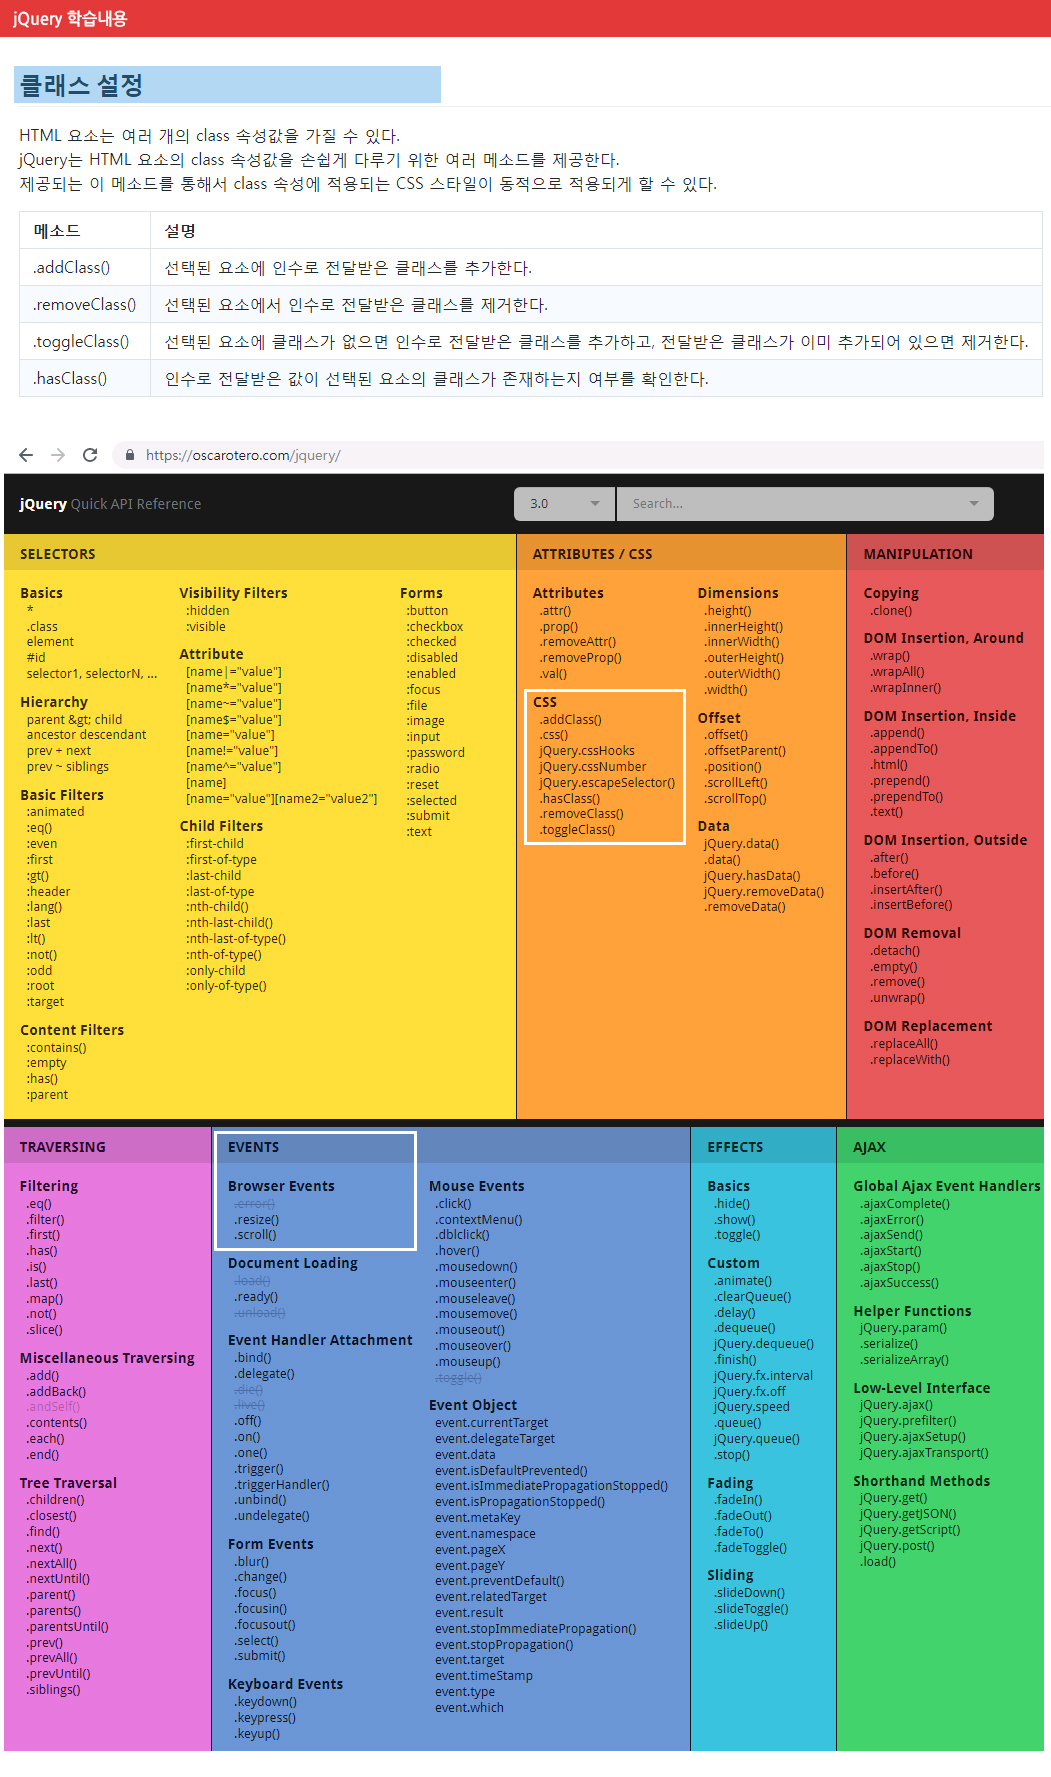 jQuery 학습내용
클래스 설정
HTML 요소는 여러 개의 class 속성값을 가질 수 있다.
jQuery는 HTML 요소의 class 속성값을 손쉽게 다루기 위한 여러 메소드를 제공한다.
제공되는 이 메소드를 통해서 class 속성에 적용되는 CSS 스타일이 동적으로 적용되게 할 수 있다.
메소드 설명
.addClass() 선택된 요소에 인수로 전달받은 클래스를 추가한다.
.removeClass() 선택된 요소에서 인수로 전달받은 클래스를 제거한다.
.toggleClass() 선택된 요소에 클래스가 없으면 인수로 전달받은 클래스를 추가하고, 전달받은 클래스가 이미 추가되어 있으면 제거한다.
.hasClass() 인수로 전달받은 값이 선택된 요소의 클래스가 존재하는지 여부를 확인한다.
https://oscarotero.com/jquery/
jQuery Quick API Reference
3.0
Search...
SELECTORS
Basics
*
.class
element
#id
selector1, selectorN, ...
Hierarchy
parent &gt; child
ancestor descendant
prev + next
prev ~ siblings
Basic Filters
:animated
:eq()
:even
:first
:gt()
:header
:lang()
:last
:lt()
:not()
:odd
:root
:target
Content Filters
:contains()
:empty
:has()
:parent
Visibility Filters
:hidden
:visible
Attribute
[name|="value"]
[name*="value"]
[name~="value"]
[name$="value"]
[name="value"]
[name!="value"]
[name^="value"]
[name]
[name="value"][name2="value2"]
Child Filters
:first-child
:first-of-type
:last-child
:last-of-type
:nth-child()
:nth-last-child()
:nth-last-of-type()
:nth-of-type()
:only-child
:only-of-type()
Forms
:button
:checkbox
:checked
:disabled
:enabled
:focus
:file
:image
:input
:password
:radio
:reset
:selected
:submit
:text
ATTRIBUTES / CSS
Attributes
.attr()
.prop()
.removeAttr()
.removeProp()
.val()
CSS
.addClass()
.css()
jQuery.cssHooks
jQuery.cssNumber
jQuery.escapeSelector()
.hasClass()
.removeClass()
.toggleClass()
Dimensions
.height()
.innerHeight()
.innerWidth()
.outerHeight()
.outerWidth()
.width()
Offset
.offset()
.offsetParent()
.position()
.scrollLeft()
.scrollTop()
Data
jQuery.data()
.data()
jQuery.hasData()
jQuery.removeData()
.removeData()
MANIPULATION
Copying
.clone()
DOM Insertion, Around
.wrap()
.wrapAll()
.wrapInner()
DOM Insertion, Inside
.append()
.appendTo()
.html()
.prepend()
.prependTo()
.text()
DOM Insertion, Outside
.after()
.before()
.insertAfter()
.insertBefore()
DOM Removal
.detach()
.empty()
.remove()
.unwrap()
DOM Replacement
.replaceAll()
.replaceWith()
TRAVERSING
Filtering
.eq()
.filter()
.first()
.has()
.is()
.last()
.map()
.not()
.slice()
Miscellaneous Traversing
.add()
.addBack()
.andSelf()
.contents()
.each()
.end()
Tree Traversal
.children()
.closest()
.find()
.next()
.nextAll()
.nextUntil()
.parent()
.parents()
.parentsUntil()
.prev()
.prevAll()
.prevUntil()
.siblings()
EVENTS
Browser Events
.error()
.resize()
.scroll()
Document Loading
.load()
.ready()
.unload()
Event Handler Attachment
.bind()
.delegate()
.die()
.live()
.off()
.on()
.one()
.trigger()
.triggerHandler()
.unbind()
.undelegate()
Form Events
.blur()
.change()
.focus()
.focusin()
.focusout()
.select()
.submit()
Keyboard Events
.keydown()
.keypress()
.keyup()
Mouse Events
.click()
.contextMenu()
.dblclick()
.hover()
.mousedown()
.mouseenter()
.mouseleave()
.mousemove()
.mouseout()
.mouseover()
.mouseup()
.toggle()
Event Object
event.currentTarget
event.delegateTarget
event.data
event.isDefaultPrevented()
event.isImmediatePropagationStopped()
event.isPropagationStopped()
event.metaKey
event.namespace
event.pageX
event.pageY
event.preventDefault()
event.relatedTarget
event.result
event.stopImmediatePropagation()
event.stopPropagation()
event.target
event.timeStamp
event.type
event.which
EFFECTS
Basics
.hide()
.show()
.toggle()
Custom
.animate()
.clearQueue()
.delay()
.dequeue()
jQuery.dequeue()
.finish()
jQuery.fx.interval
jQuery.fx.off
jQuery.speed
.queue()
jQuery.queue()
.stop()
Fading
.fadeIn()
.fadeOut()
.fadeTo()
.fadeToggle()
Sliding
.slideDown()
.slideToggle()
.slideUp()
AJAX
Global Ajax Event Handlers
.ajaxComplete()
.ajaxError()
.ajaxSend()
.ajaxStart()
.ajaxStop()
.ajaxSuccess()
Helper Functions
jQuery.param()
.serialize()
.serializeArray()
Low-Level Interface
jQuery.ajax()
jQuery.prefilter()
jQuery.ajaxSetup()
jQuery.ajaxTransport()
Shorthand Methods
jQuery.get()
jQuery.getJSON()
jQuery.getScript()
jQuery.post()
.load()